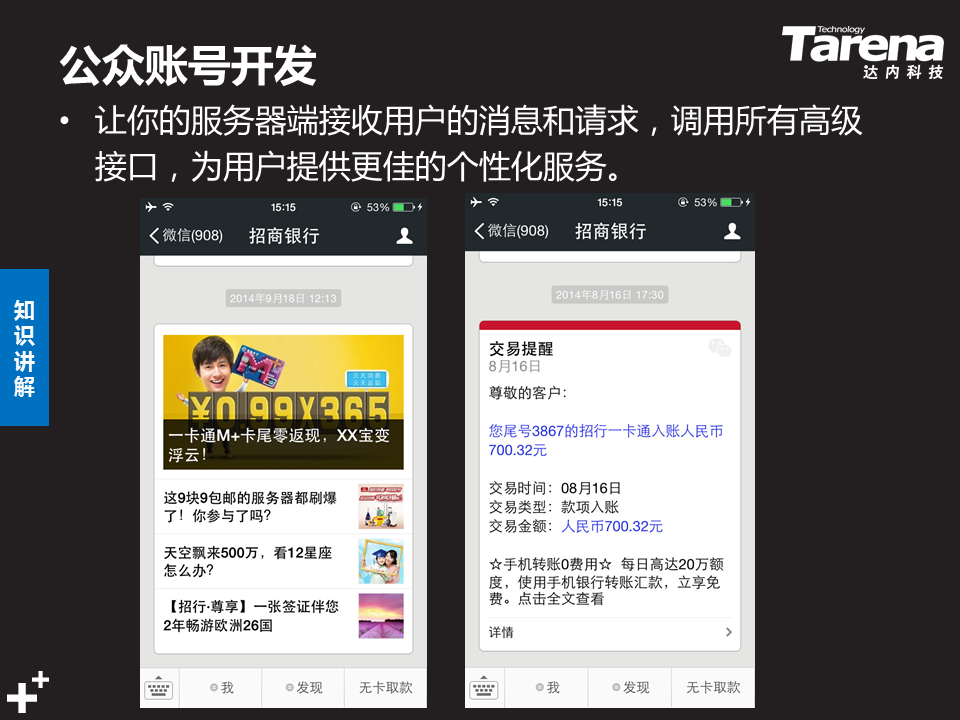 公众账号开发
Technology
Tarena
达内科技
• 让你的服务器端接收用户的消息和请求，调用所有高级
接口，为用户提供更佳的个性化服务。
知识讲解
15:15
53%
微信(908)
招商银行
2014年9月18日 12:13
¥0.99X365
一卡通M+卡尾零返现，XX宝变
浮云！
这9块9包邮的服务器都刷爆
了！你参与了吗？
天空飘来500万，看12星座
怎么办？
【招行·尊享】一张签证伴您
2年畅游欧洲26国
我
发现
无卡取款
15:15
53%
微信(908)
招商银行
2014年8月16日 17:30
交易提醒
8月16日
尊敬的客户：
您尾号3867的招行一卡通入账人民币
700.32元
交易时间：08月16日
交易类型：款项入账
交易金额：人民币700.32元
☆手机转账0费用☆ 每日高达20万额
度，使用手机银行转账汇款，立享免
费。点击全文查看
详情
我
发现
无卡取款